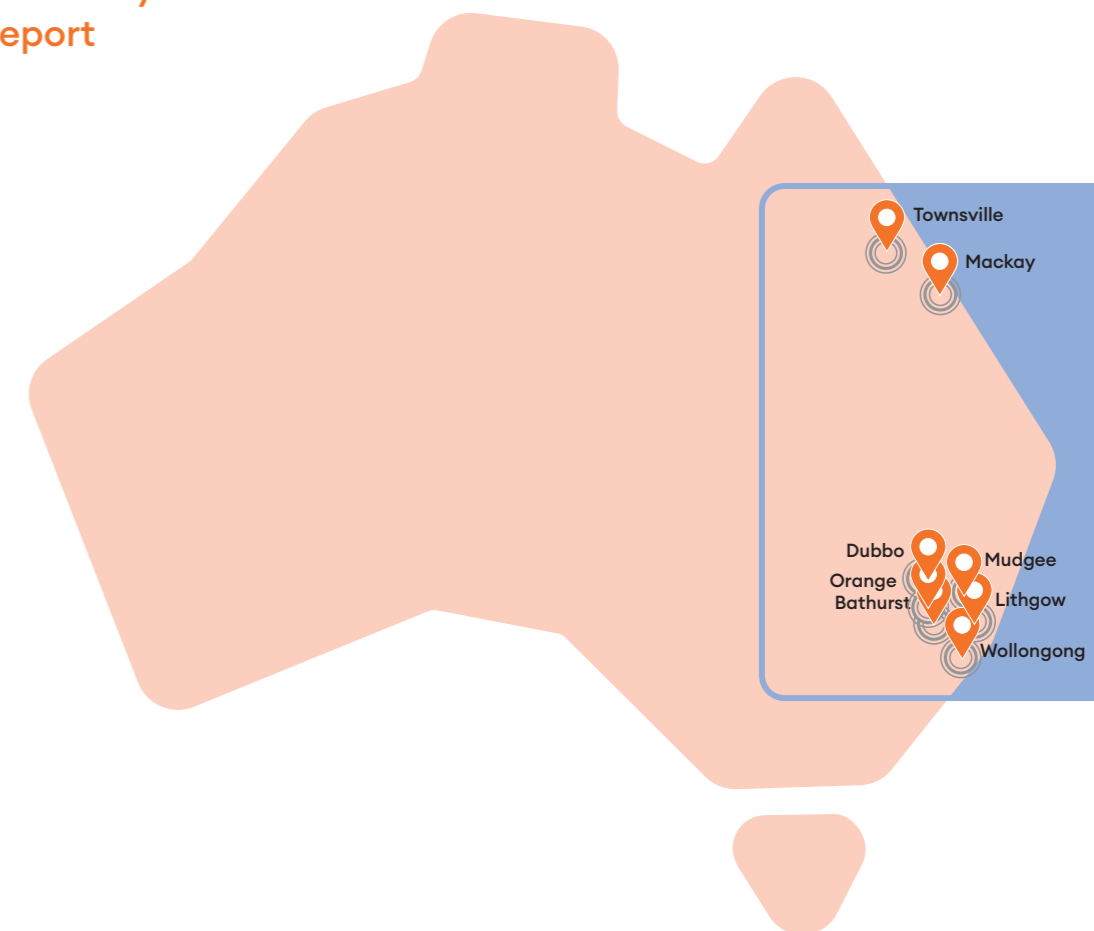 eport
Townsville
Mackay
Dubbo
Mudgee
Orange
Bathurst
Lithgow
Wollongong